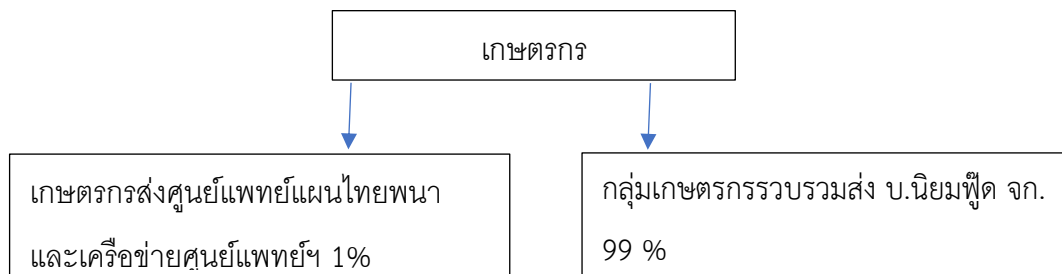 เกษตรกร
เกษตรกรส่งศูนย์แพทย์แผนไทยพนา
และเครือข่ายศูนย์แพทย์ฯ 1%
กลุ่มเกษตรกรรวบรวมส่ง บ.นิยมฟู๊ด จก.
99 %